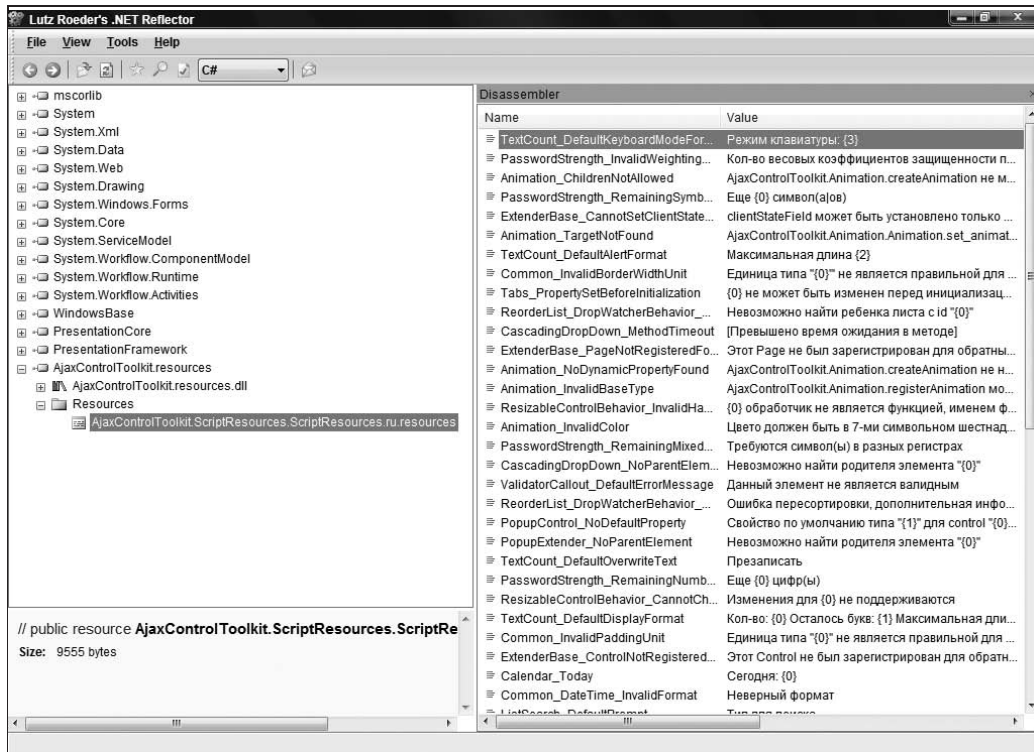 Lutz Roeder's .NET Reflector
File View Tools Help
C#
mscorlib
System
System.Xml
System.Data
System.Web
System.Drawing
System.Windows.Forms
System.Core
System.ServiceModel
System.Workflow.ComponentModel
System.Workflow.Runtime
System.Workflow.Activities
WindowsBase
PresentationCore
PresentationFramework
AjaxControlToolkit.resources
AjaxControlToolkit.resources.dll
Resources
AjaxControlToolkit.ScriptResources.ScriptResources.ru.resources
// public resource AjaxControlToolkit.ScriptResources.ScriptRe
Size: 9555 bytes
Disassembler
Name Value
TextCount_DefaultKeyboardModeFor... Режим клавиатуры: {3}
PasswordStrength_InvalidWeighting... Кол-во весовых коэффициентов защищенности п...
Animation_ChildrenNotAllowed AjaxControlToolkit.Animation.createAnimation не м...
PasswordStrength_RemainingSymb... Еще {0} символ(а|ов)
ExtenderBase_CannotSetClientState... clientStateField может быть установлено только ...
Animation_TargetNotFound AjaxControlToolkit.Animation.Animation.set_animat...
TextCount_DefaultAlertFormat Максимальная длина {2}
Common_InvalidBorderWidthUnit Единица типа "{0}"' не является правильной для ...
Tabs_PropertySetBeforeInitialization {0} не может быть изменен перед инициализац...
ReorderList_DropWatcherBehavior_... Невозможно найти ребенка листа с id "{0}"
CascadingDropDown_MethodTimeout [Превышено время ожидания в методе]
ExtenderBase_PageNotRegisteredFo... Этот Page не был зарегистрирован для обратны...
Animation_NoDynamicPropertyFound AjaxControlToolkit.Animation.createAnimation не н...
Animation_InvalidBaseType AjaxControlToolkit.Animation.registerAnimation мо...
ResizableControlBehavior_InvalidHa... {0} обработчик не является функцией, именем ф...
Animation_InvalidColor Цвето должен быть в 7-ми символьном шестнад...
PasswordStrength_RemainingMixed... Требуются символ(ы) в разных регистрах
CascadingDropDown_NoParentElem... Невозможно найти родителя элемента "{0}"
ValidatorCallout_DefaultErrorMessage Данный элемент не является валидным
ReorderList_DropWatcherBehavior_... Ошибка пересортировки, дополнительная инфо...
PopupControl_NoDefaultProperty Свойство по умолчанию типа "{1}" для control "{0}...
PopupExtender_NoParentElement Невозможно найти родителя элемента "{0}"
TextCount_DefaultOverwriteText Презаписать
PasswordStrength_RemainingNumb... Еще {0} цифр(ы)
ResizableControlBehavior_CannotCh... Изменения для {0} не поддерживаются
TextCount_DefaultDisplayFormat Кол-во: {0} Осталось букв: {1} Максимальная дли...
Common_InvalidPaddingUnit Единица типа "{0}" не является правильной для ...
ExtenderBase_ControlNotRegistered... Этот Control не был зарегистрирован для обратн...
Calendar_Today Сегодня: {0}
Common_DateTime_InvalidFormat Неверный формат
ListSearch_DefaultPrompt Тип для поиска